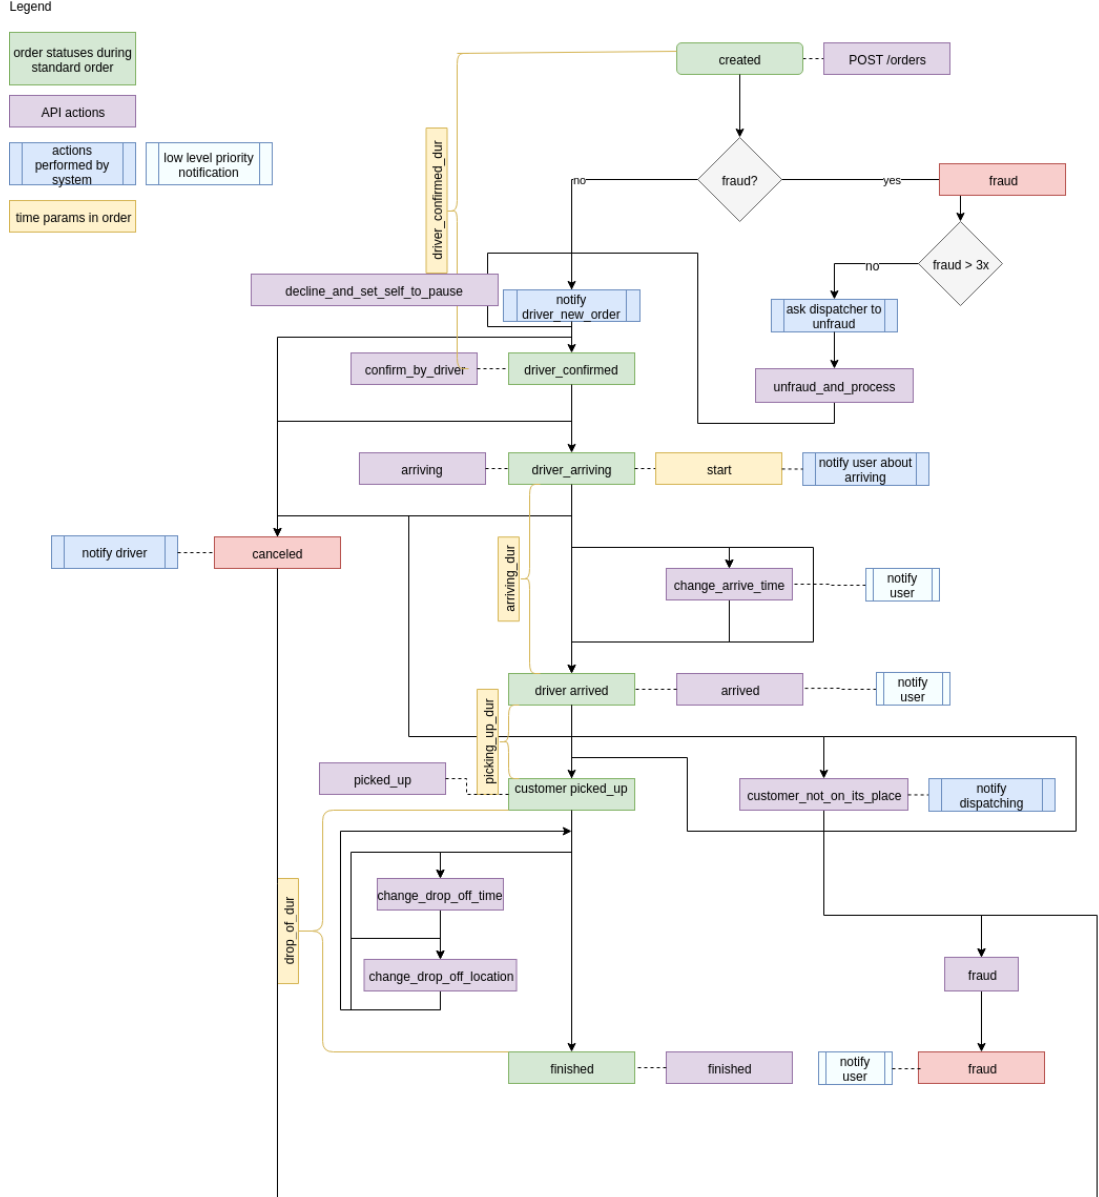 Legend
order statuses during
standard order
API actions
actions
performed by
system
low level priority
notification
time params in order
created
POST /orders
driver_confirmed_dur
fraud?
no
yes
fraud
fraud > 3x
no
decline_and_set_self_to_pause
notify
driver_new_order
ask dispatcher to
unfraud
confirm_by_driver
driver_confirmed
unfraud_and_process
arriving
driver_arriving
start
notify user about
arriving
notify driver
canceled
arriving_dur
change_arrive_time
notify
user
driver arrived
arrived
notify
user
picking_up_dur
picked_up
customer picked_up
customer_not_on_its_place
notify
dispatching
change_drop_off_time
drop_of_dur
change_drop_off_location
fraud
finished
finished
notify
user
fraud